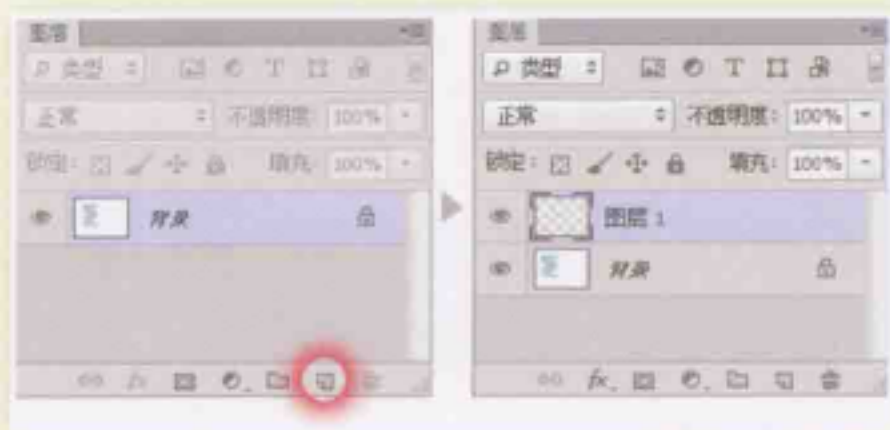 图层
类型
正常 不透明度: 100%
锁定: 填充: 100%
背景
fx
图层
类型 T
正常 不透明度: 100%
锁定: 填充: 100%
图层 1
背景
fx